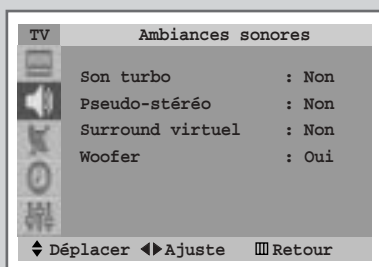 TV Ambiances sonores
Son turbo : Non
Pseudo-stéréo : Non
Surround virtuel : Non
Woofer : Oui
Déplacer Ajuste Retour